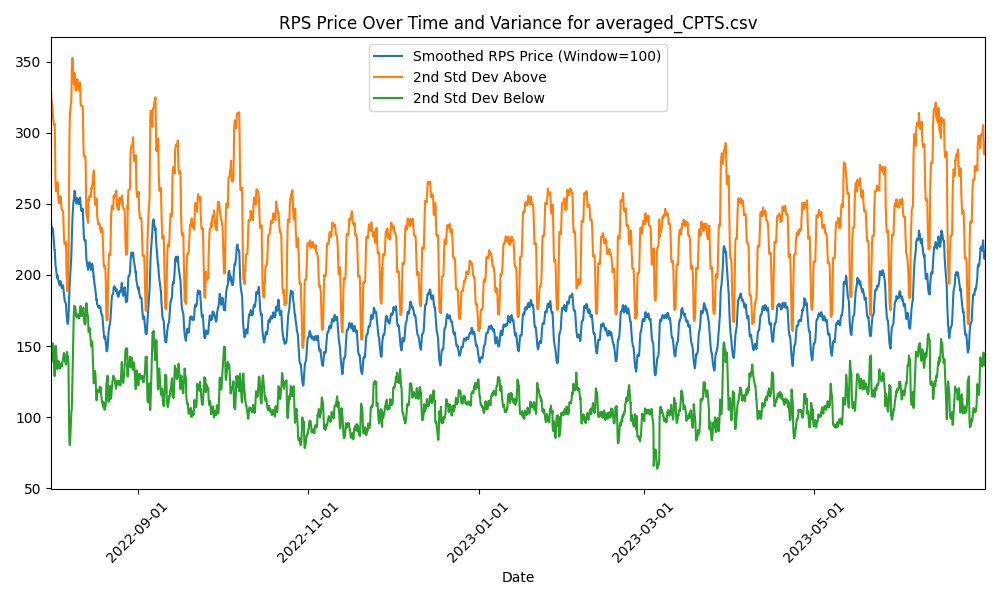 RPS Price Over Time and Variance for averaged_CPTS.csv
Smoothed RPS Price (Window=100)
2nd Std Dev Above
2nd Std Dev Below
350
300
250
200
150
100
50
2022-09-01
2022-11-01
2023-01-01
2023-03-01
2023-05-01
Date